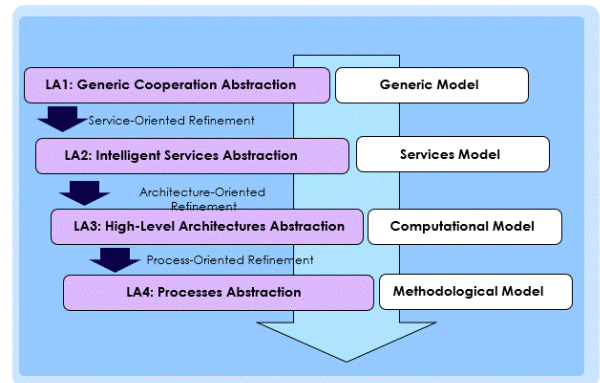 LA1: Generic Cooperation Abstraction
Generic Model
Service-Oriented Refinement
LA2: Intelligent Services Abstraction
Services Model
Architecture-Oriented
Refinement
LA3: High-Level Architectures Abstraction
Computational Model
Process-Oriented Refinement
LA4: Processes Abstraction
Methodological Model